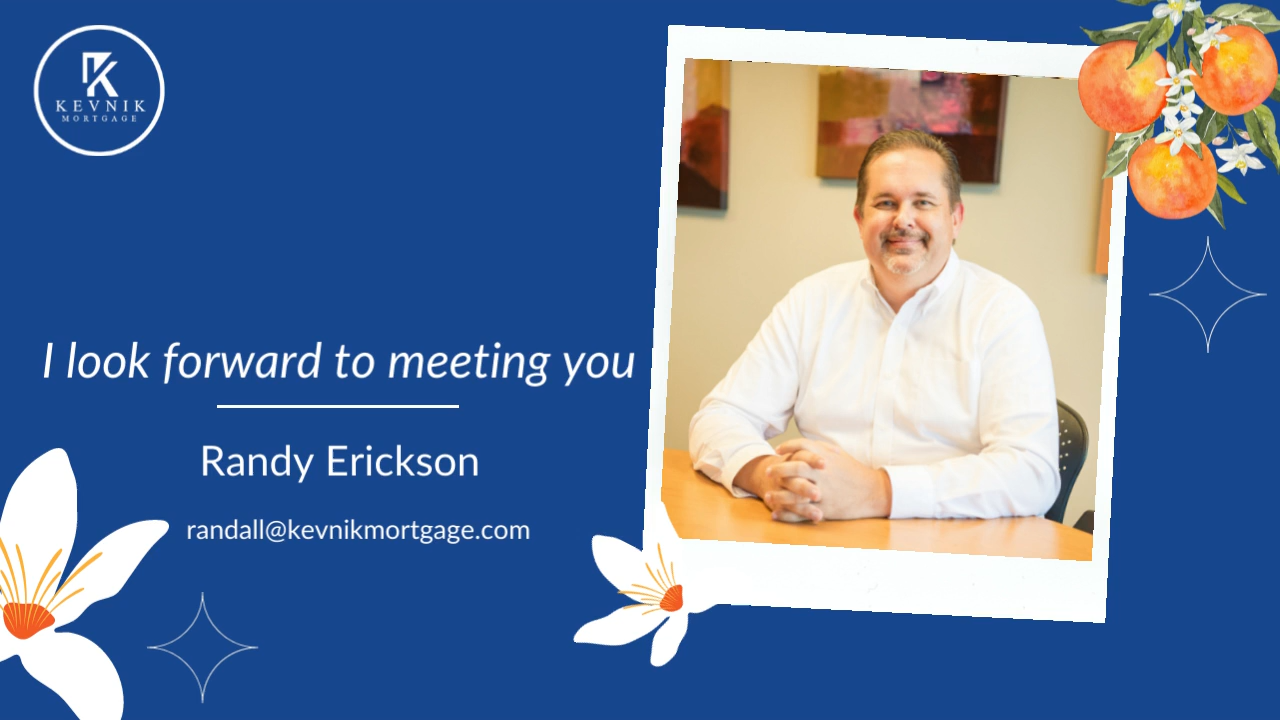 KEVNIK
MORTGAGE
I look forward to meeting you
Randy Erickson
randall@kevnikmortgage.com